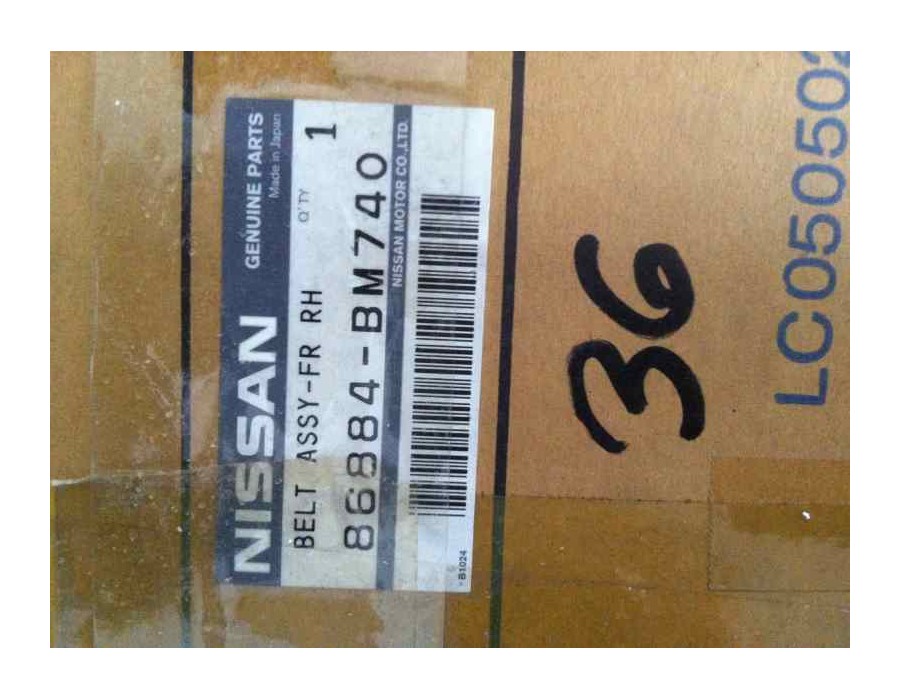 NISSAN GENUINE PARTS
Made in Japan
BELT ASSY-FR RH Q'TY 1
86884-BM740
NISSAN MOTOR CO.,LTD.
-B1024
36
LC050502